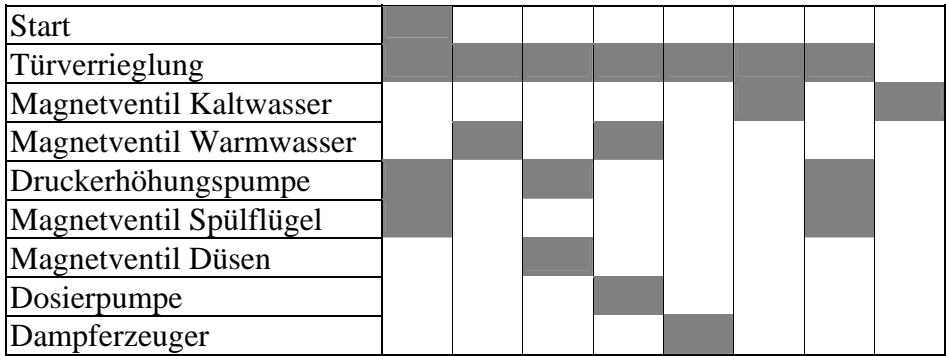 Start
Türverrieglung
Magnetventil Kaltwasser
Magnetventil Warmwasser
Druckerhöhungspumpe
Magnetventil Spülflügel
Magnetventil Düsen
Dosierpumpe
Dampferzeuger